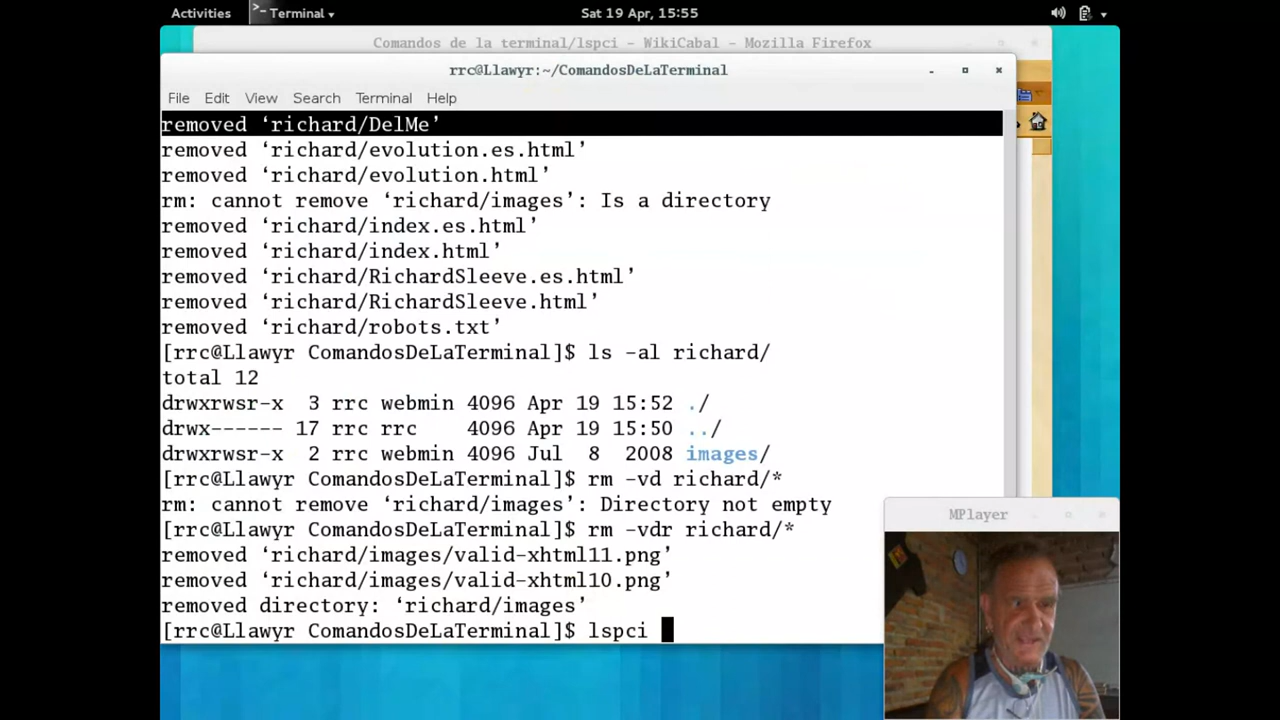 Activities
Terminal
Sat 19 Apr, 15:55
Comandos de la terminal/lspci - WikiCabal - Mozilla Firefox
rrc@Llawyr:~/ComandosDeLaTerminal
File Edit View Search Terminal Help
removed ‘richard/DelMe’
removed ‘richard/evolution.es.html’
removed ‘richard/evolution.html’
rm: cannot remove ‘richard/images’: Is a directory
removed ‘richard/index.es.html’
removed ‘richard/index.html’
removed ‘richard/RichardSleeve.es.html’
removed ‘richard/RichardSleeve.html’
removed ‘richard/robots.txt’
[rrc@Llawyr ComandosDeLaTerminal]$ ls -al richard/
total 12
drwxrwsr-x  3 rrc webmin 4096 Apr 19 15:52 ./
drwx------ 17 rrc rrc    4096 Apr 19 15:50 ../
drwxrwsr-x  2 rrc webmin 4096 Jul  8  2008 images/
[rrc@Llawyr ComandosDeLaTerminal]$ rm -vd richard/*
rm: cannot remove ‘richard/images’: Directory not empty
[rrc@Llawyr ComandosDeLaTerminal]$ rm -vdr richard/*
removed ‘richard/images/valid-xhtml11.png’
removed ‘richard/images/valid-xhtml10.png’
removed directory: ‘richard/images’
[rrc@Llawyr ComandosDeLaTerminal]$ lspci
MPlayer